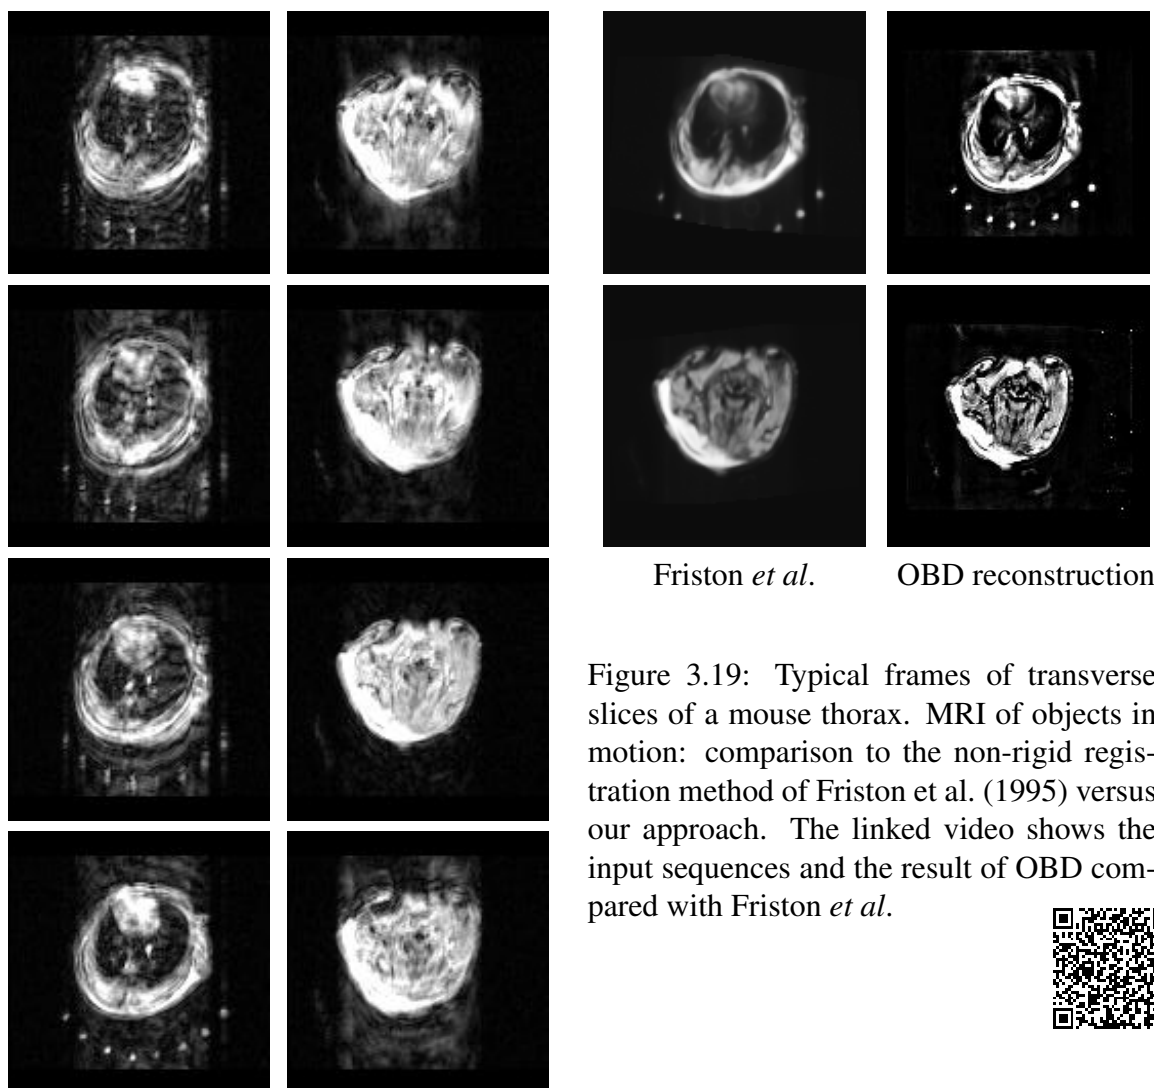 Friston et al. OBD reconstruction
Figure 3.19: Typical frames of transverse
slices of a mouse thorax. MRI of objects in
motion: comparison to the non-rigid regis-
tration method of Friston et al. (1995) versus
our approach. The linked video shows the
input sequences and the result of OBD com-
pared with Friston et al.